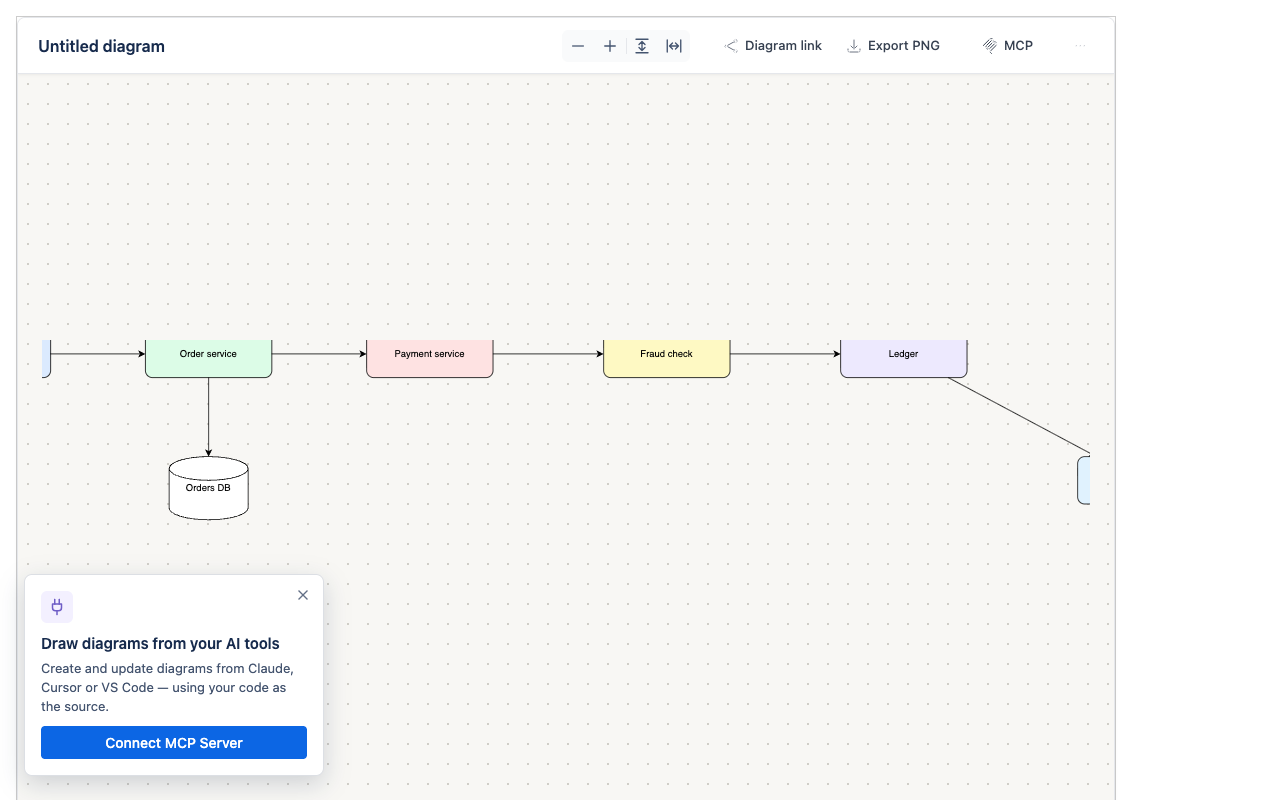 Untitled diagram
Diagram link
Export PNG
MCP
Order service
Payment service
Fraud check
Ledger
Orders DB
Draw diagrams from your AI tools
Create and update diagrams from Claude,
Cursor or VS Code — using your code as
the source.
Connect MCP Server